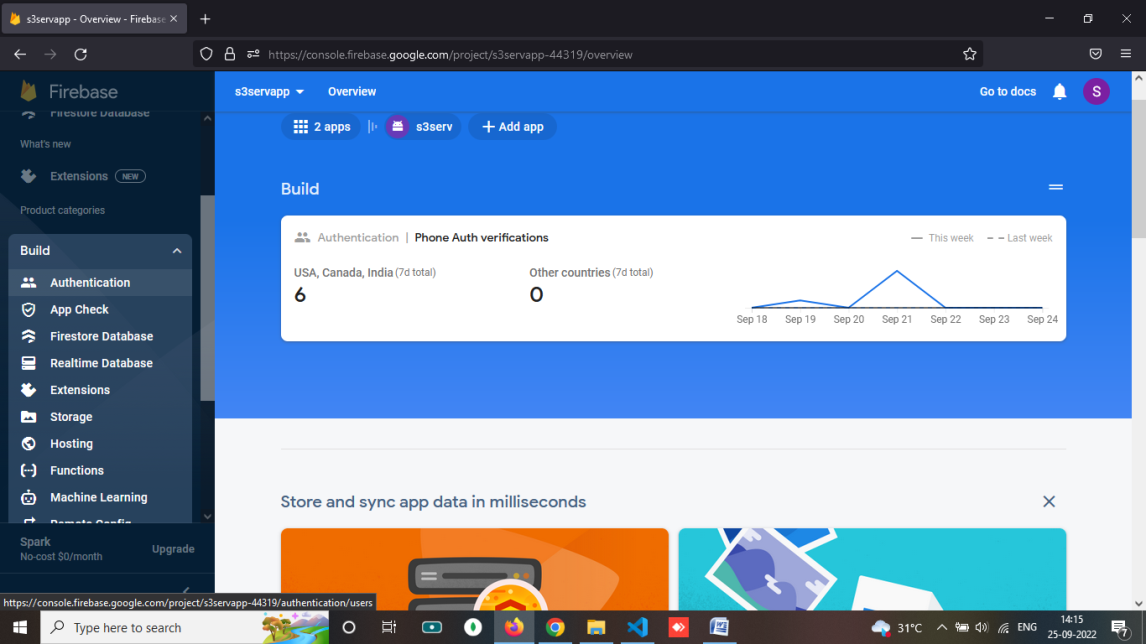 s3servapp - Overview - Firebase
https://console.firebase.google.com/project/s3servapp-44319/overview
Firebase
Firestore Database
What's new
Extensions NEW
Product categories
Build
Authentication
App Check
Firestore Database
Realtime Database
Extensions
Storage
Hosting
Functions
Machine Learning
Remote Config
Spark
No-cost $0/month
Upgrade
https://console.firebase.google.com/project/s3servapp-44319/authentication/users
s3servapp Overview Go to docs S
2 apps s3serv + Add app
Build
Authentication | Phone Auth verifications This week Last week
USA, Canada, India (7d total) Other countries (7d total)
6 0
Sep 18 Sep 19 Sep 20 Sep 21 Sep 22 Sep 23 Sep 24
Store and sync app data in milliseconds
Type here to search
31°C ENG 14:15
25-09-2022
7